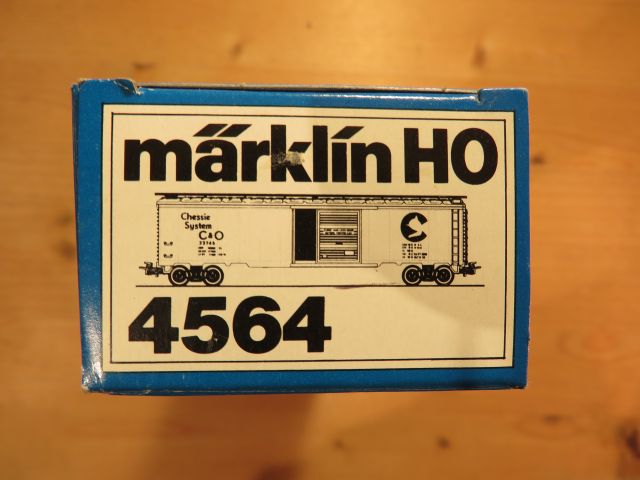 märklin HO
Chessie
System
C&O
4564